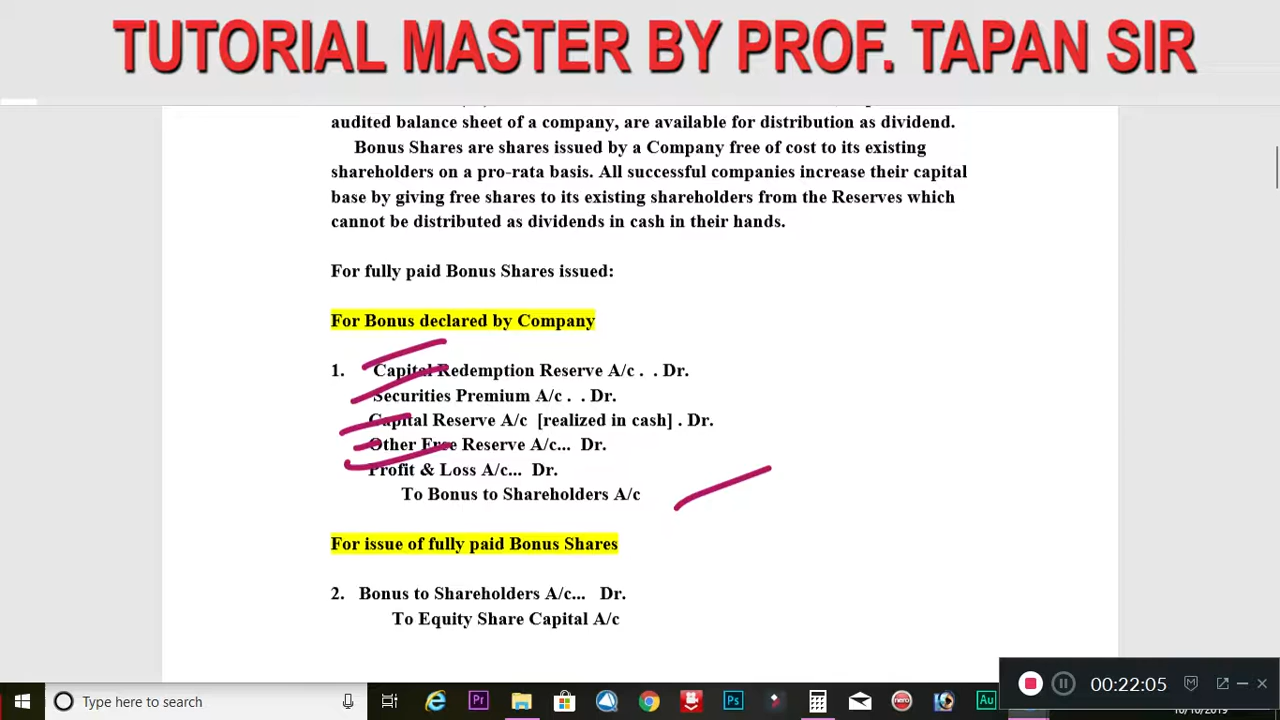 TUTORIAL MASTER BY PROF. TAPAN SIR
audited balance sheet of a company, are available for distribution as dividend.
Bonus Shares are shares issued by a Company free of cost to its existing
shareholders on a pro-rata basis. All successful companies increase their capital
base by giving free shares to its existing shareholders from the Reserves which
cannot be distributed as dividends in cash in their hands.
For fully paid Bonus Shares issued:
For Bonus declared by Company
1. Capital Redemption Reserve A/c . . Dr.
Securities Premium A/c . . Dr.
Capital Reserve A/c [realized in cash] . Dr.
Other Free Reserve A/c... Dr.
Profit & Loss A/c... Dr.
To Bonus to Shareholders A/c
For issue of fully paid Bonus Shares
2. Bonus to Shareholders A/c... Dr.
To Equity Share Capital A/c
Type here to search
Pr
Ps
nero
Au
00:22:05